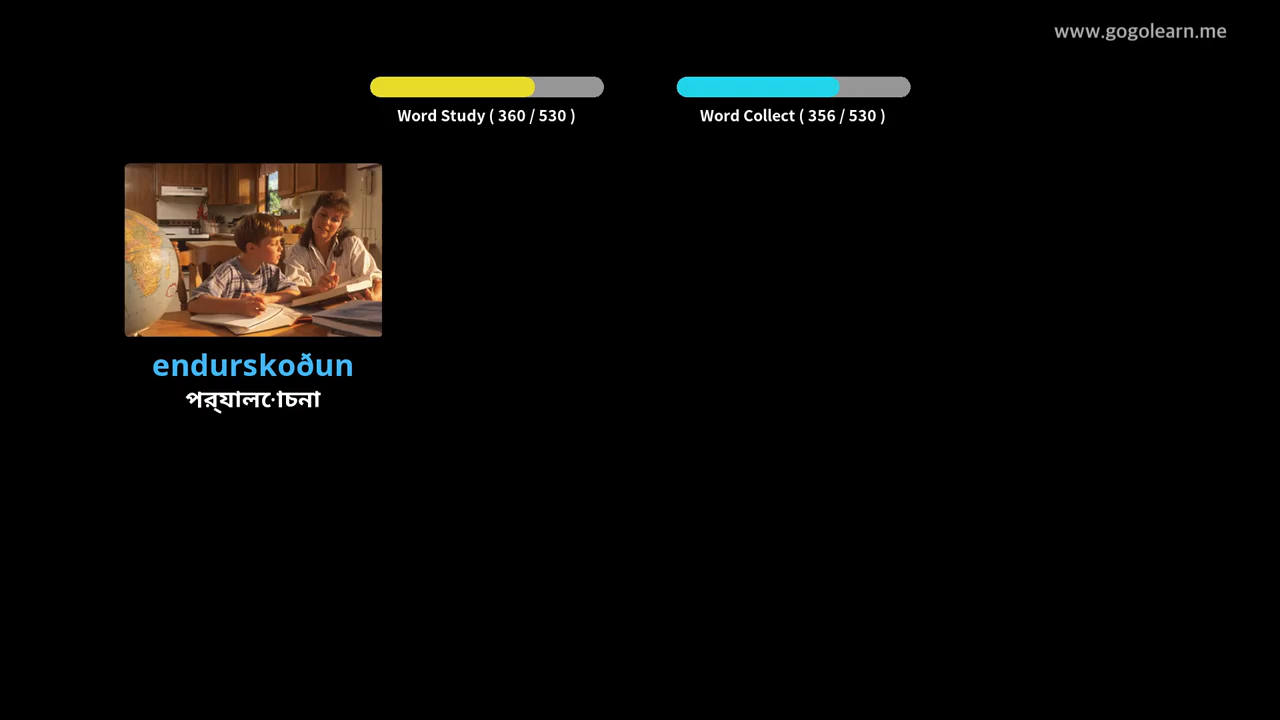 www.gogolearn.me
Word Study ( 360 / 530 )
Word Collect ( 356 / 530 )
endurskoðun
পর্যালোচনা